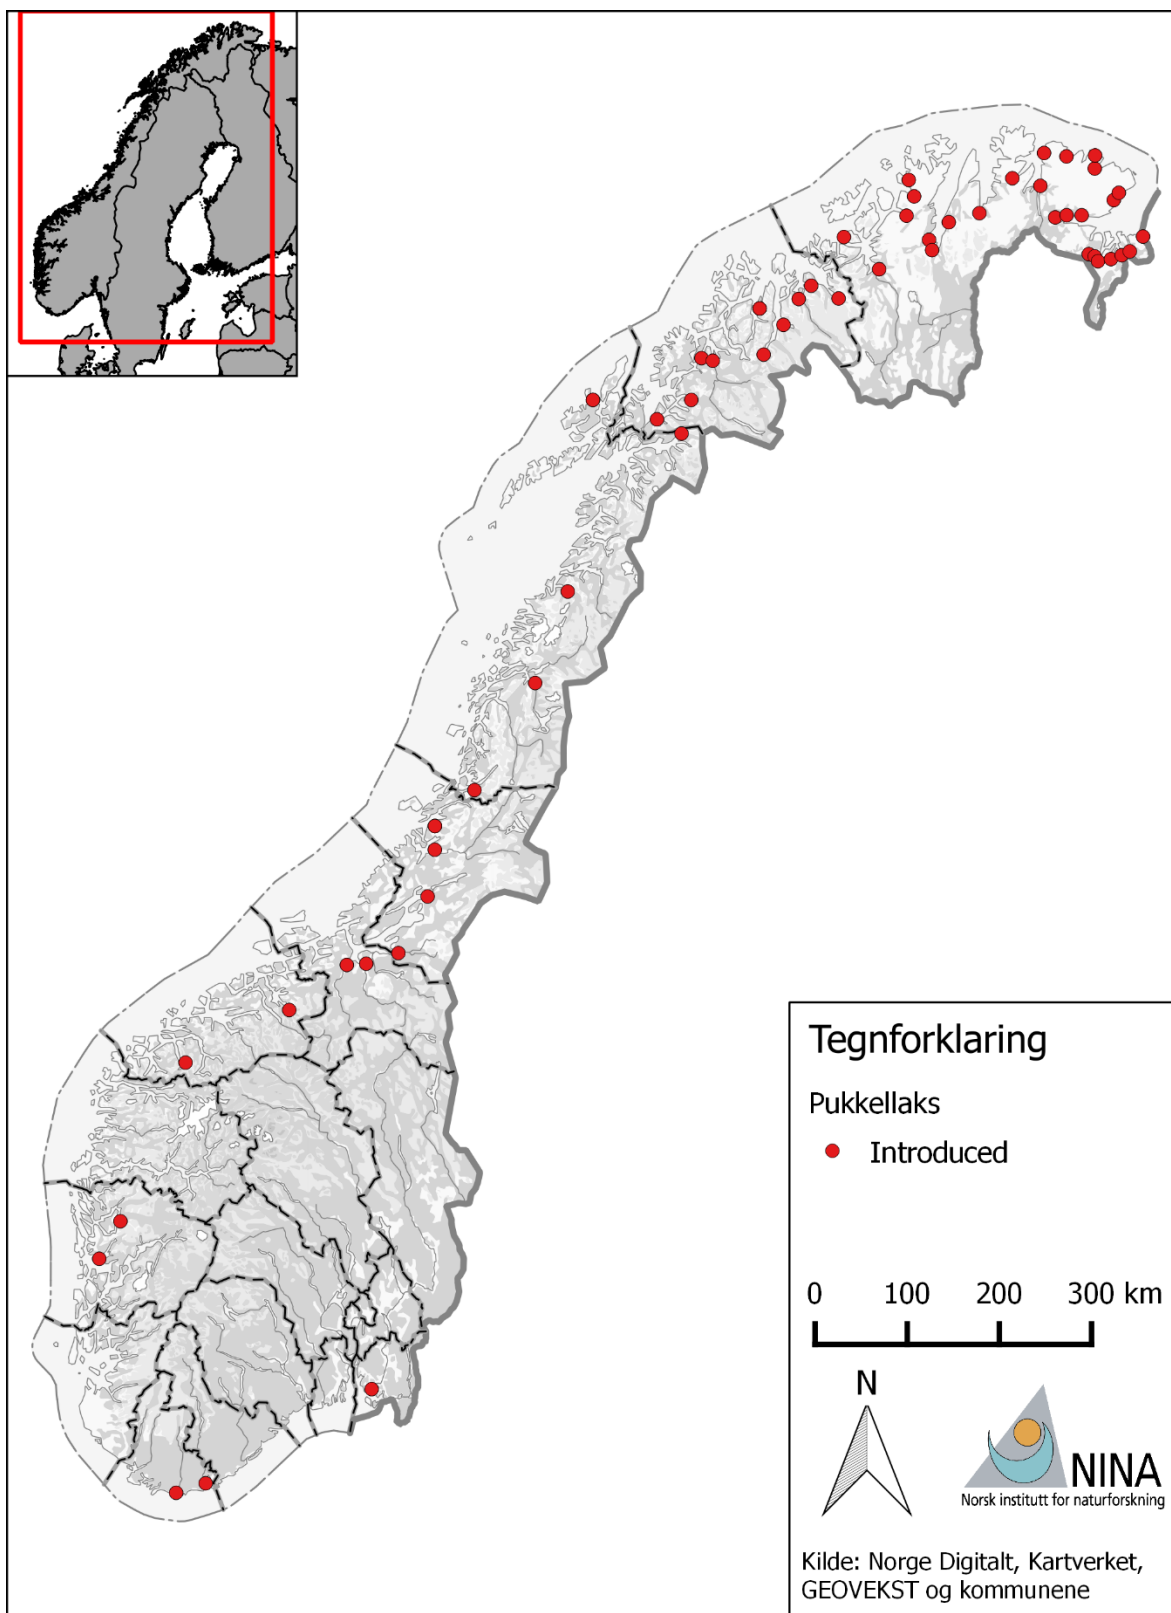 Tegnforklaring
Pukkellaks
Introduced
0 100 200 300 km
N
NINA
Norsk institutt for naturforskning
Kilde: Norge Digitalt, Kartverket,
GEOVEKST og kommunene